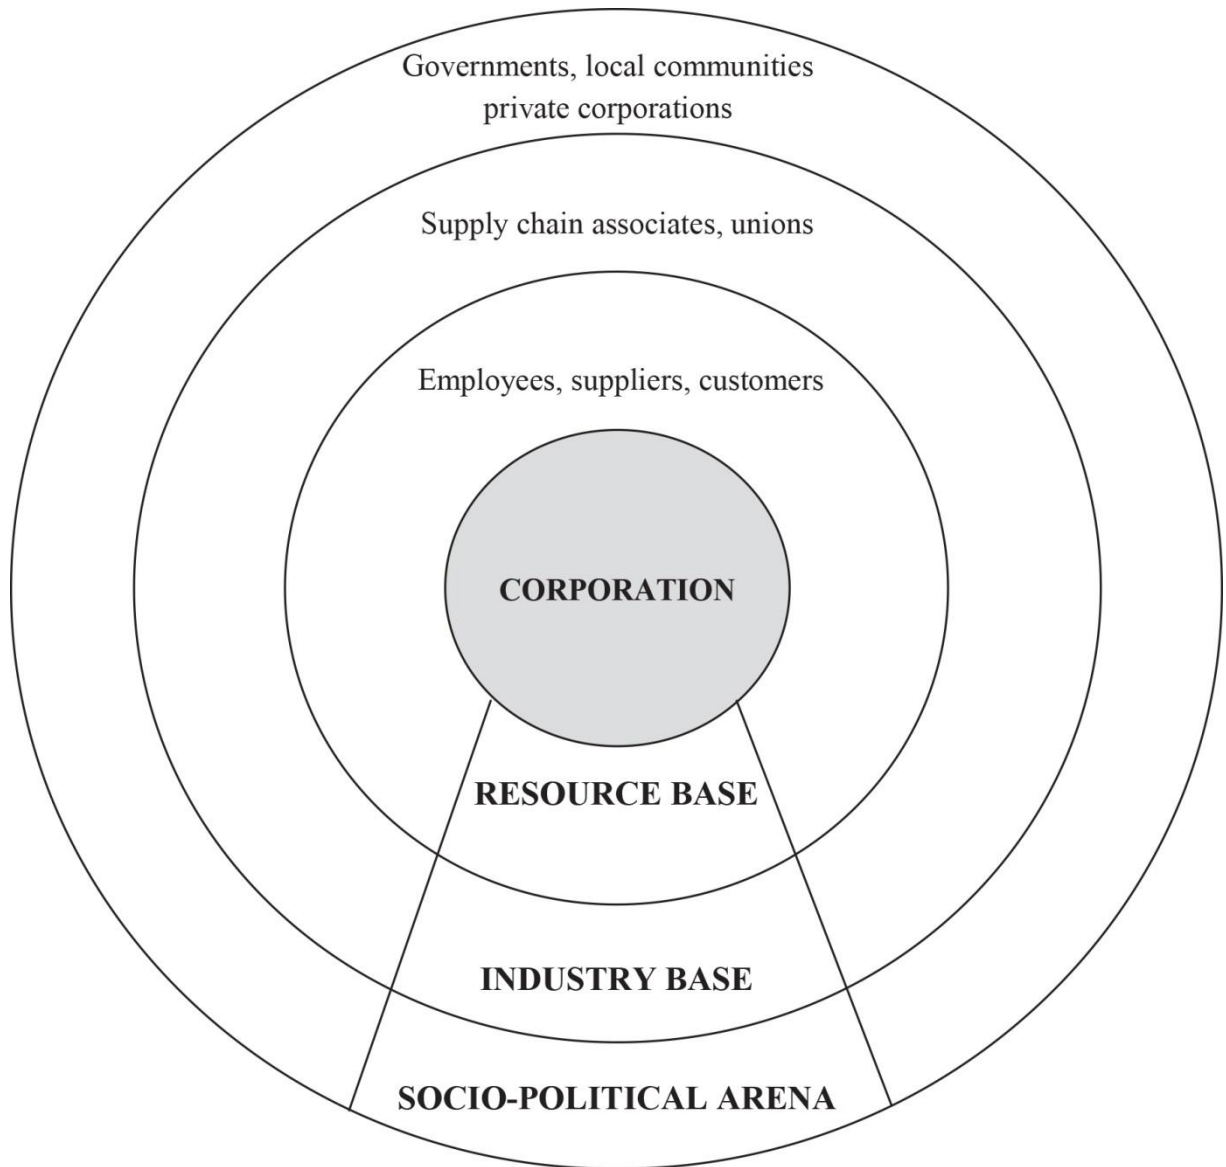 Governments, local communities
private corporations
Supply chain associates, unions
Employees, suppliers, customers
CORPORATION
RESOURCE BASE
INDUSTRY BASE
SOCIO-POLITICAL ARENA